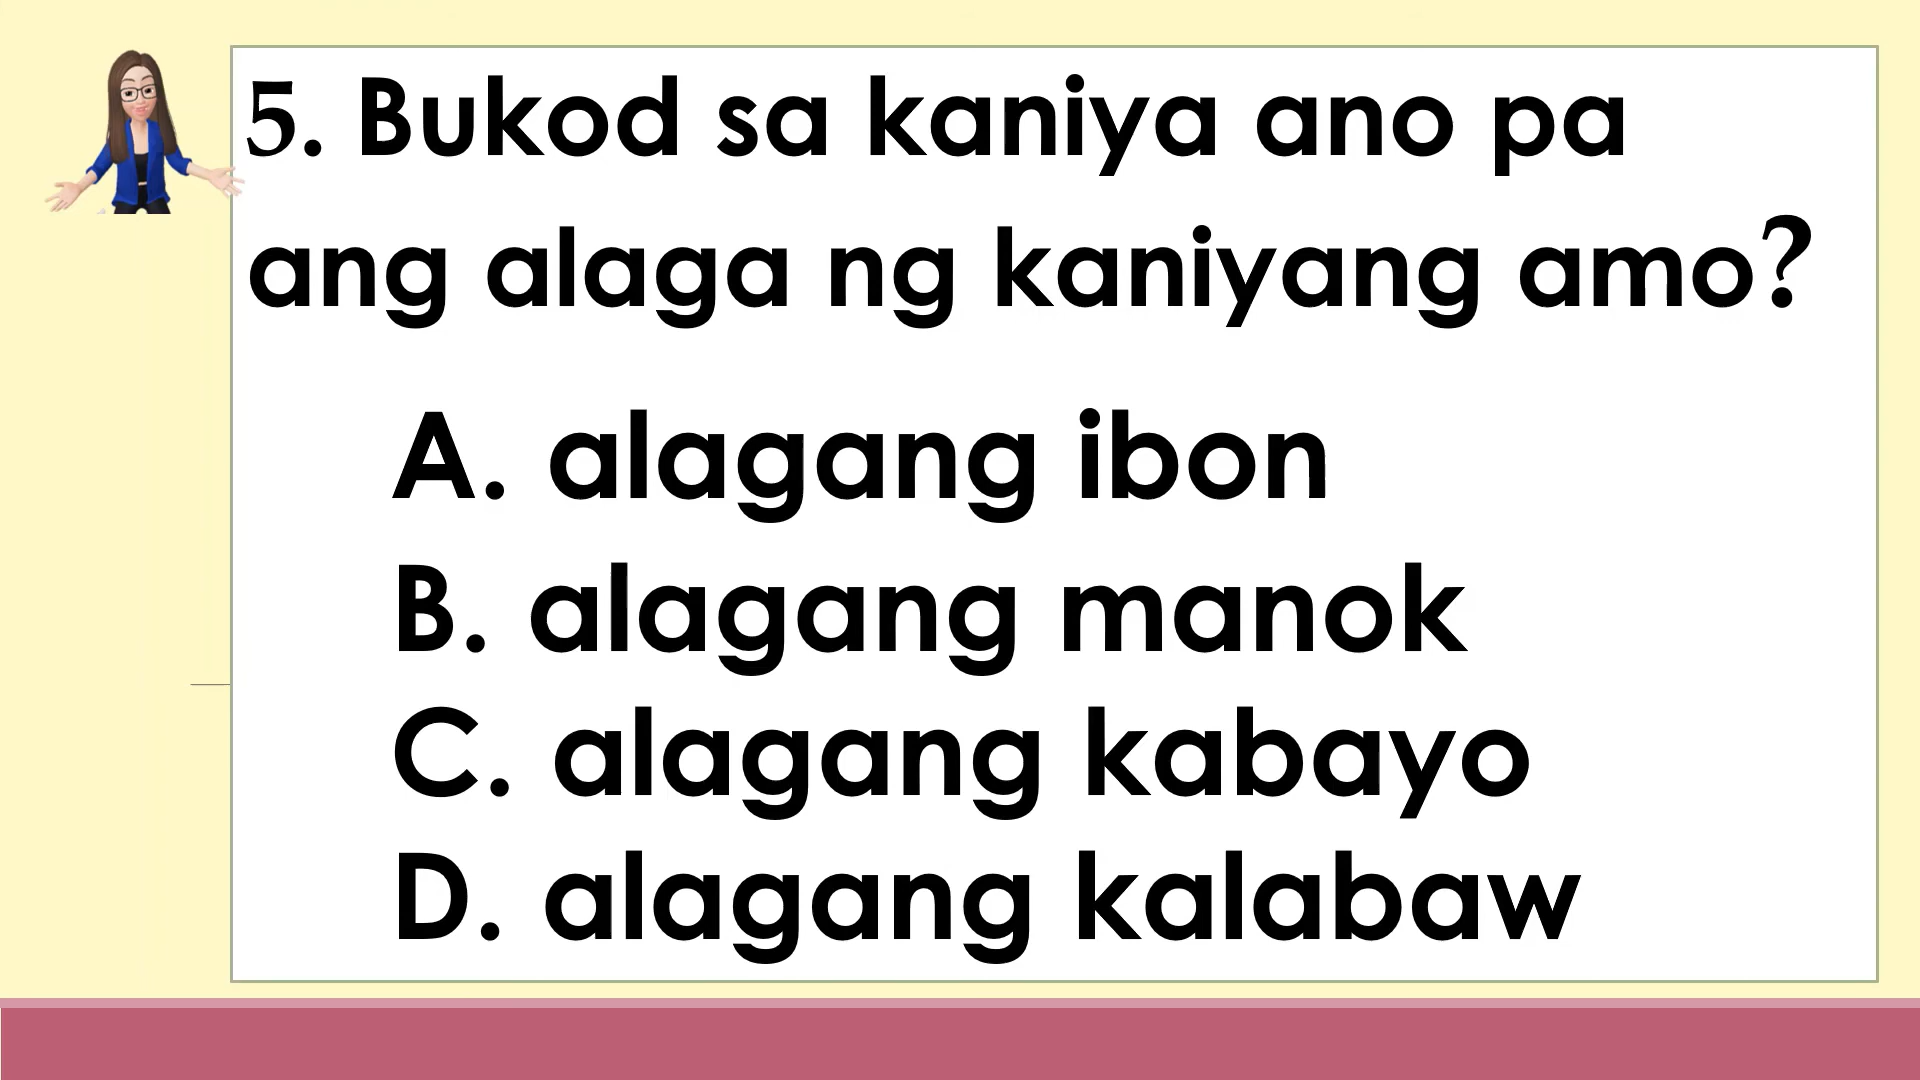 5. Bukod sa kaniya ano pa
ang alaga ng kaniyang amo?
A. alagang ibon
B. alagang manok
C. alagang kabayo
D. alagang kalabaw